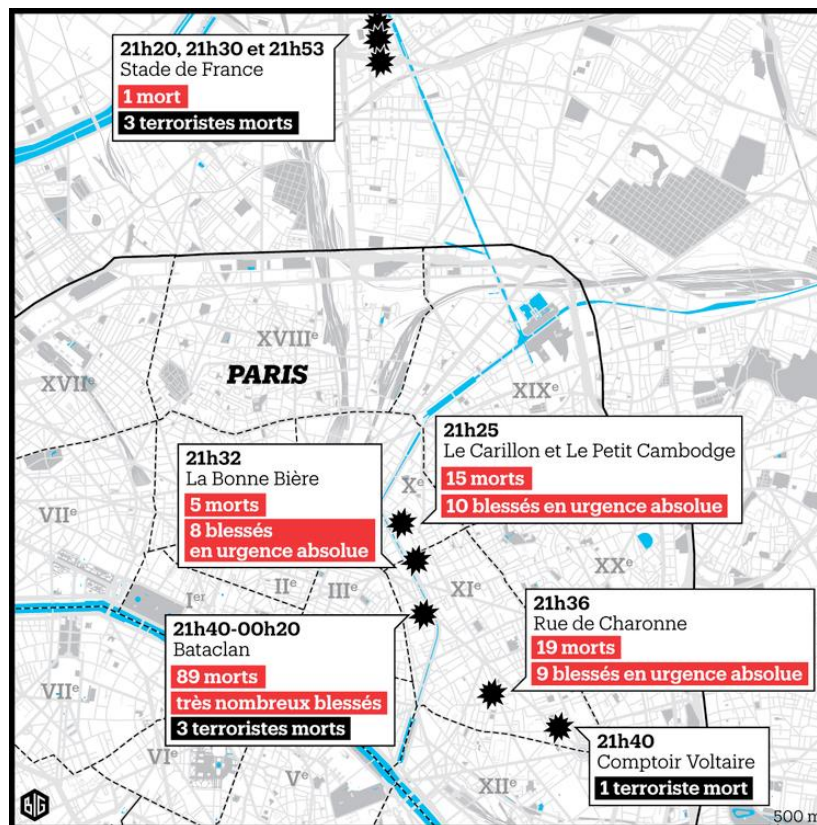 21h20, 21h30 et 21h53
Stade de France
1 mort
3 terroristes morts
XVIIIe
XVIIe
PARIS
XIXe
21h25
Le Carillon et Le Petit Cambodge
15 morts
10 blessés en urgence absolue
21h32
La Bonne Bière
5 morts
8 blessés
en urgence absolue
Xe
VIIe
XXe
IIe
IIIe
XIe
Ier
21h36
Rue de Charonne
19 morts
9 blessés en urgence absolue
21h40-00h20
Bataclan
89 morts
très nombreux blessés
3 terroristes morts
VIIe
VIe
Ve
XIIe
21h40
Comptoir Voltaire
1 terroriste mort
500 m
BIG